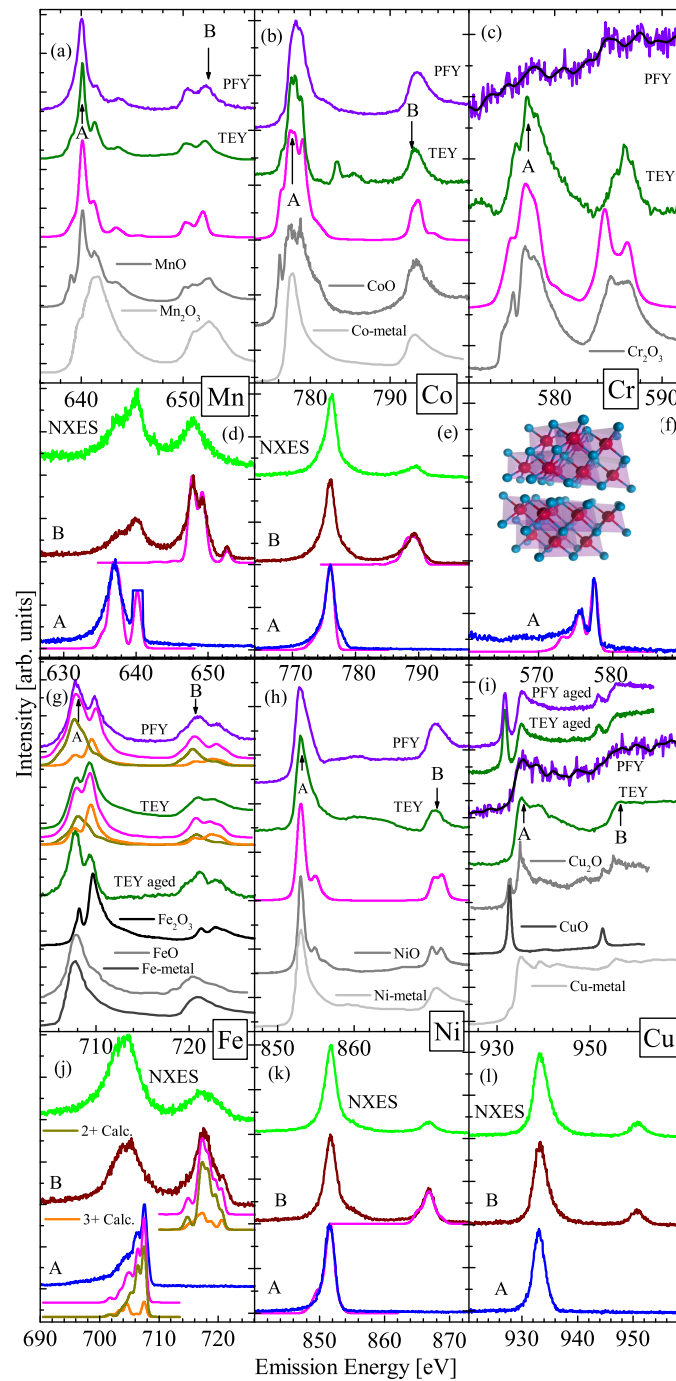 (a)
B
PFY
A
TEY
MnO
Mn2O3
640
650
Mn
(b)
PFY
B
TEY
A
CoO
Co-metal
780
790
Co
(c)
PFY
TEY
A
Cr2O3
580
590
Cr
(d)
NXES
B
A
630
640
650
(e)
NXES
B
A
770
780
790
(f)
A
570
580
Intensity [arb. units]
(g)
B
A
PFY
TEY
TEY aged
Fe2O3
FeO
Fe-metal
710
720
Fe
(h)
PFY
A
B
TEY
NiO
Ni-metal
850
860
Ni
(i)
PFY aged
TEY aged
PFY
TEY
A
B
Cu2O
CuO
Cu-metal
930
950
Cu
(j)
NXES
2+ Calc.
B
3+ Calc.
A
690
700
710
720
(k)
NXES
B
A
850
860
870
(l)
NXES
B
A
930
940
950
Emission Energy [eV]